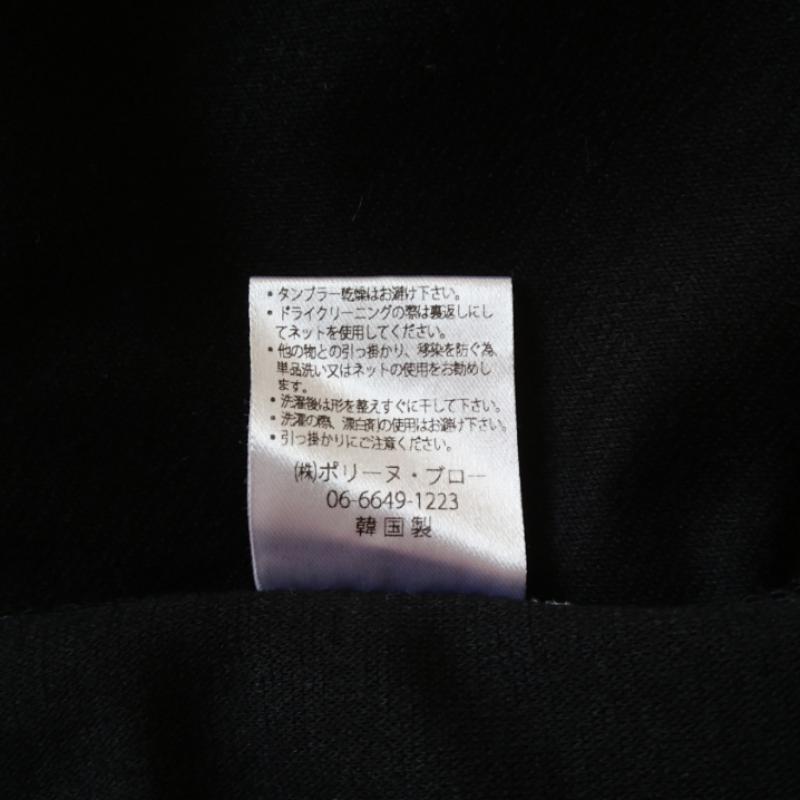 ・タンブラー乾燥はお避け下さい。
・ドライクリーニングの際は裏返しにし
てネットを使用してください。
・他の物との引っ掛かり、移染を防ぐ為、
単品洗い又はネットの使用をお勧めし
ます。
・洗濯後は形を整えすぐに干して下さい。
・洗濯の際、漂白剤の使用はお避け下さい。
・引っ掛かりにご注意ください。
㈱ポリーヌ・ブロー
06-6649-1223
韓国製